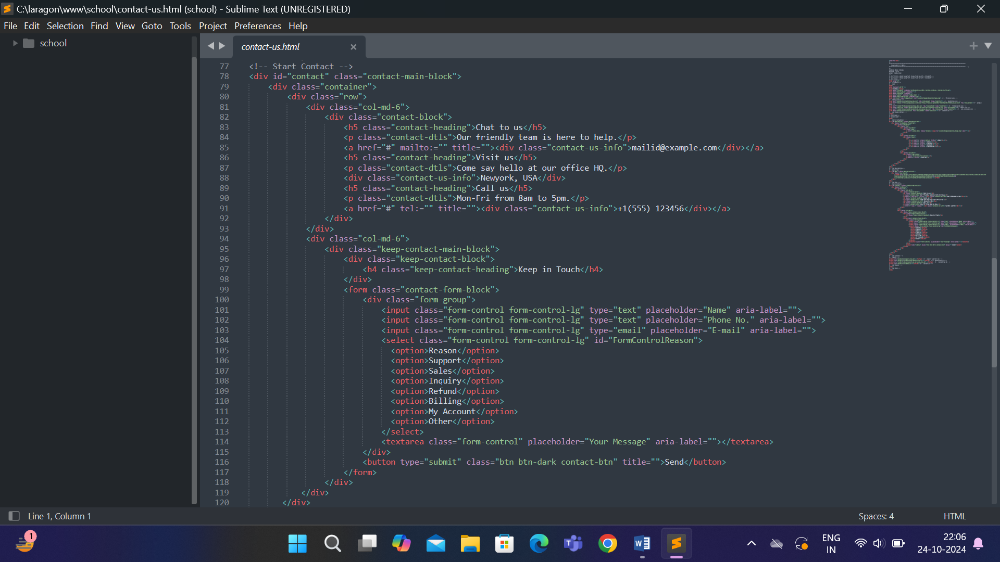 C:\laragon\www\school\contact-us.html (school) - Sublime Text (UNREGISTERED)
File Edit Selection Find View Goto Tools Project Preferences Help
school
contact-us.html
77 <!-- Start Contact -->
78 <div id="contact" class="contact-main-block">
79 <div class="container">
80 <div class="row">
81 <div class="col-md-6">
82 <div class="contact-block">
83 <h5 class="contact-heading">Chat to us</h5>
84 <p class="contact-dtls">Our friendly team is here to help.</p>
85 <a href="#" mailto:="" title=""><div class="contact-us-info">mailid@example.com</div></a>
86 <h5 class="contact-heading">Visit us</h5>
87 <p class="contact-dtls">Come say hello at our office HQ.</p>
88 <div class="contact-us-info">Newyork, USA</div>
89 <h5 class="contact-heading">Call us</h5>
90 <p class="contact-dtls">Mon-Fri from 8am to 5pm.</p>
91 <a href="#" tel:="" title=""><div class="contact-us-info">+1(555) 123456</div></a>
92 </div>
93 </div>
94 <div class="col-md-6">
95 <div class="keep-contact-main-block">
96 <div class="keep-contact-block">
97 <h4 class="keep-contact-heading">Keep in Touch</h4>
98 </div>
99 <form class="contact-form-block">
100 <div class="form-group">
101 <input class="form-control form-control-lg" type="text" placeholder="Name" aria-label="">
102 <input class="form-control form-control-lg" type="text" placeholder="Phone No." aria-label="">
103 <input class="form-control form-control-lg" type="email" placeholder="E-mail" aria-label="">
104 <select class="form-control form-control-lg" id="FormControlReason">
105 <option>Reason</option>
106 <option>Support</option>
107 <option>Sales</option>
108 <option>Inquiry</option>
109 <option>Refund</option>
110 <option>Billing</option>
111 <option>My Account</option>
112 <option>Other</option>
113 </select>
114 <textarea class="form-control" placeholder="Your Message" aria-label=""></textarea>
115 </div>
116 <button type="submit" class="btn btn-dark contact-btn" title="">Send</button>
117 </form>
118 </div>
119 </div>
120 </div>
Line 1, Column 1 Spaces: 4 HTML
1
ENG
IN
22:06
24-10-2024